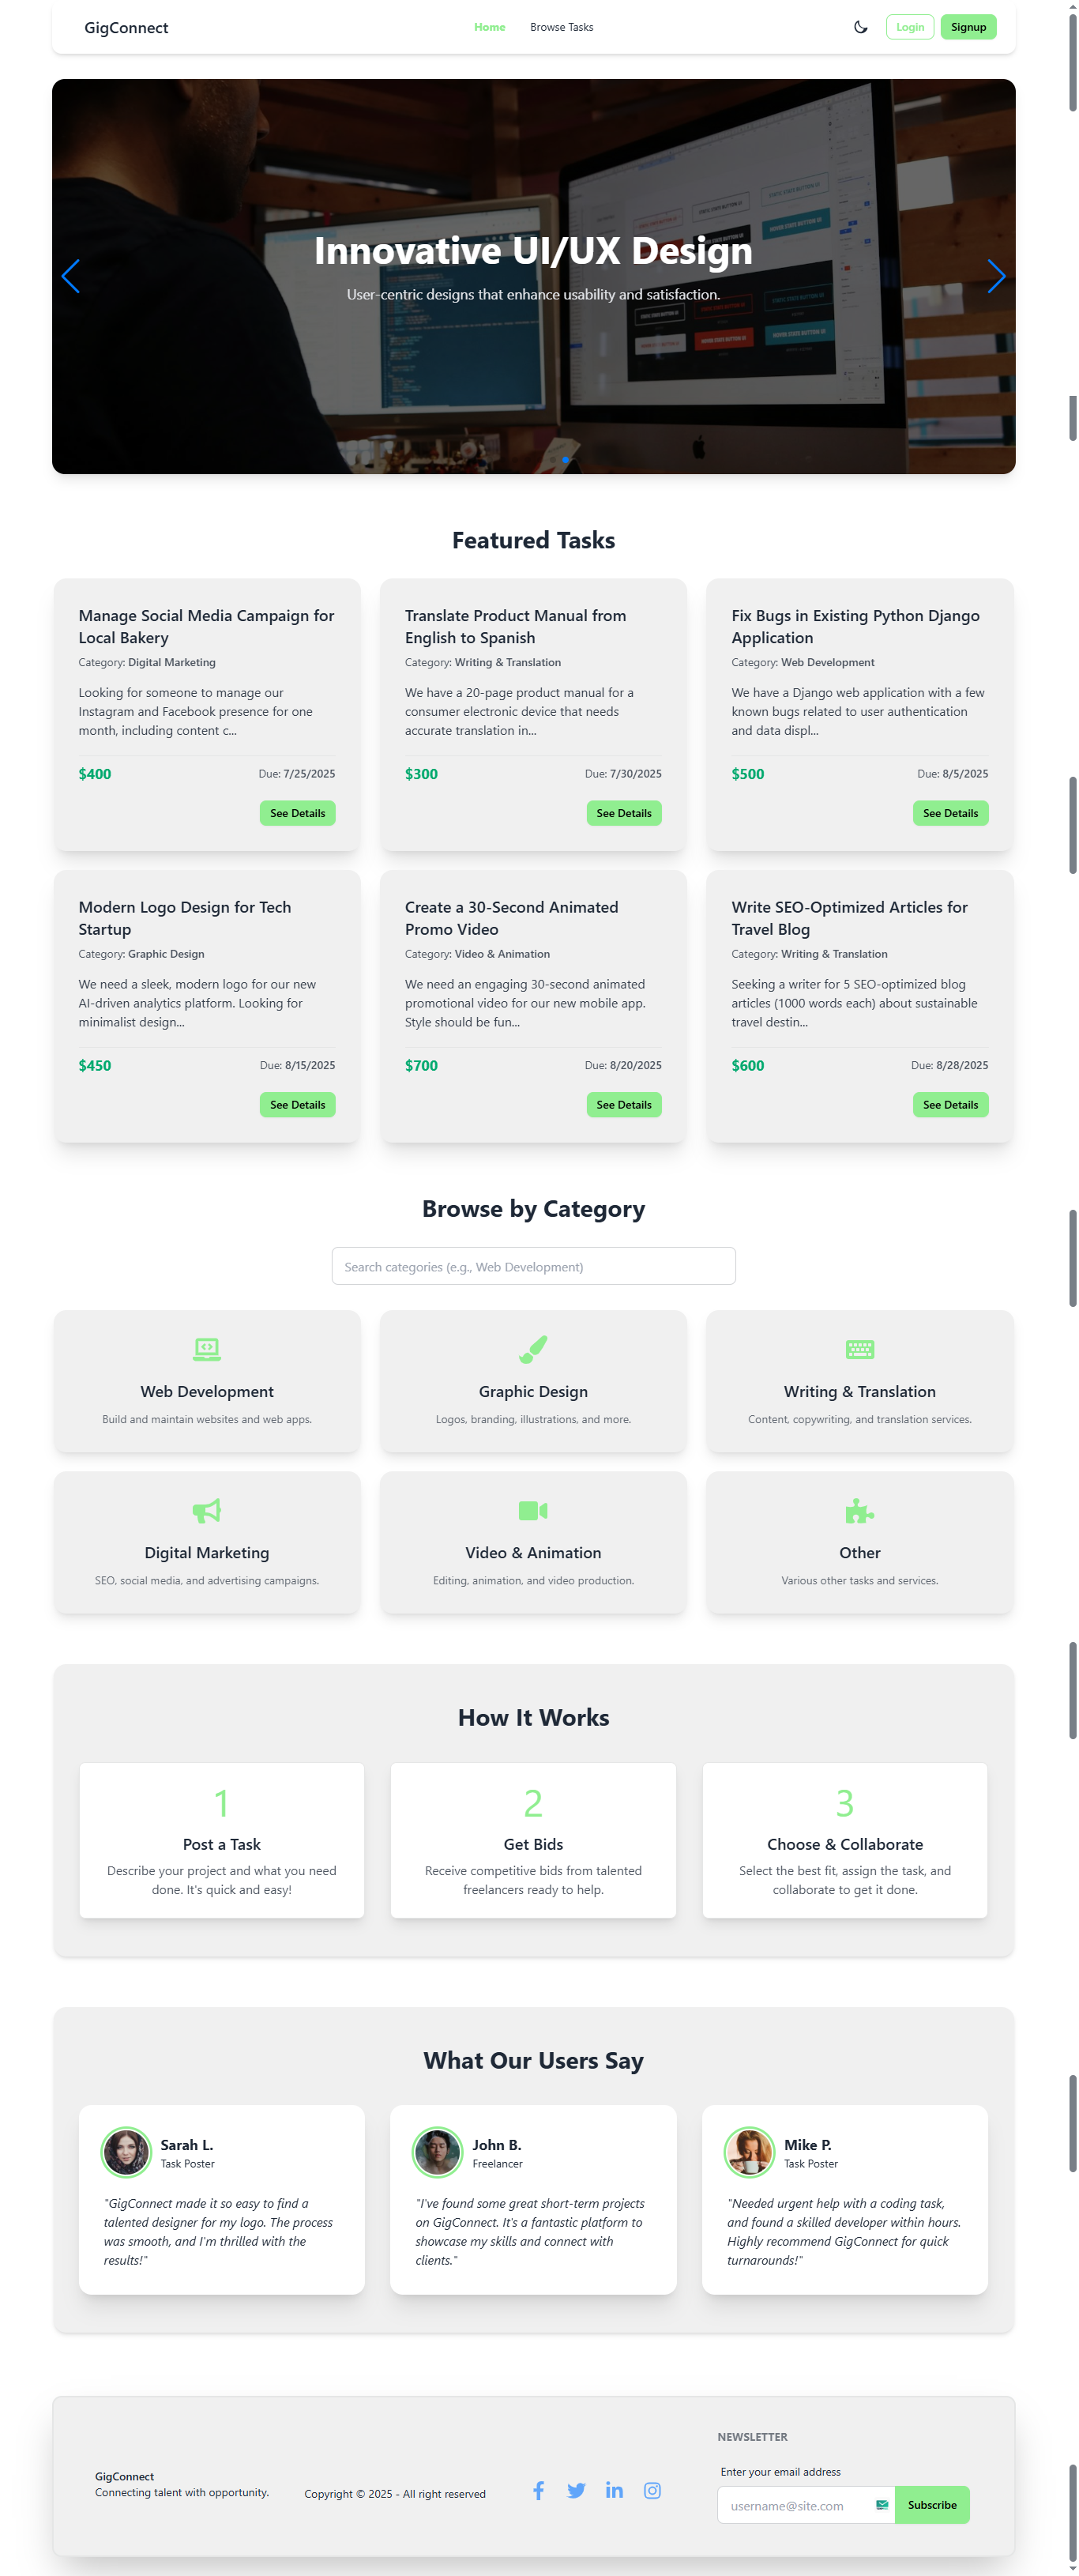 GigConnect
Home
Browse Tasks
Login
Signup
Innovative UI/UX Design
User-centric designs that enhance usability and satisfaction.
Featured Tasks
Manage Social Media Campaign for
Local Bakery
Category: Digital Marketing
Looking for someone to manage our
Instagram and Facebook presence for one
month, including content c...
$400
Due: 7/25/2025
See Details
Translate Product Manual from
English to Spanish
Category: Writing & Translation
We have a 20-page product manual for a
consumer electronic device that needs
accurate translation in...
$300
Due: 7/30/2025
See Details
Fix Bugs in Existing Python Django
Application
Category: Web Development
We have a Django web application with a few
known bugs related to user authentication
and data displ...
$500
Due: 8/5/2025
See Details
Modern Logo Design for Tech
Startup
Category: Graphic Design
We need a sleek, modern logo for our new
AI-driven analytics platform. Looking for
minimalist design...
$450
Due: 8/15/2025
See Details
Create a 30-Second Animated
Promo Video
Category: Video & Animation
We need an engaging 30-second animated
promotional video for our new mobile app.
Style should be fun...
$700
Due: 8/20/2025
See Details
Write SEO-Optimized Articles for
Travel Blog
Category: Writing & Translation
Seeking a writer for 5 SEO-optimized blog
articles (1000 words each) about sustainable
travel destin...
$600
Due: 8/28/2025
See Details
Browse by Category
Search categories (e.g., Web Development)
Web Development
Build and maintain websites and web apps.
Graphic Design
Logos, branding, illustrations, and more.
Writing & Translation
Content, copywriting, and translation services.
Digital Marketing
SEO, social media, and advertising campaigns.
Video & Animation
Editing, animation, and video production.
Other
Various other tasks and services.
How It Works
1
Post a Task
Describe your project and what you need
done. It's quick and easy!
2
Get Bids
Receive competitive bids from talented
freelancers ready to help.
3
Choose & Collaborate
Select the best fit, assign the task, and
collaborate to get it done.
What Our Users Say
Sarah L.
Task Poster
"GigConnect made it so easy to find a
talented designer for my logo. The process
was smooth, and I'm thrilled with the
results!"
John B.
Freelancer
"I've found some great short-term projects
on GigConnect. It's a fantastic platform to
showcase my skills and connect with
clients."
Mike P.
Task Poster
"Needed urgent help with a coding task,
and found a skilled developer within hours.
Highly recommend GigConnect for quick
turnarounds!"
GigConnect
Connecting talent with opportunity.
Copyright © 2025 - All right reserved
NEWSLETTER
Enter your email address
username@site.com
Subscribe